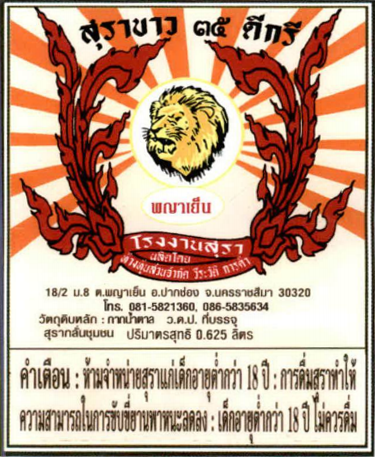 สุราขาว ๓๕ ดีกรี
พญาเย็น
โรงงานสุรา
ผลิตโดย
ห้างหุ้นส่วนจำกัด วีระวัติ การค้า
18/2 ม.8 ต.พญาเย็น อ.ปากช่อง จ.นครราชสีมา 30320
โทร. 081-5821360, 086-5835634
วัตถุดิบหลัก : กากน้ำตาล ว.ด.ป. ที่บรรจุ
สุรากลั่นชุมชน ปริมาตรสุทธิ 0.625 ลิตร
คำเตือน : ห้ามจำหน่ายสุราแก่เด็กอายุต่ำกว่า 18 ปี : การดื่มสุราทำให้
ความสามารถในการขับขี่ยานพาหนะลดลง : เด็กอายุต่ำกว่า 18 ปี ไม่ควรดื่ม